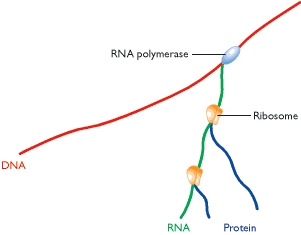 RNA polymerase
Ribosome
DNA
RNA
Protein